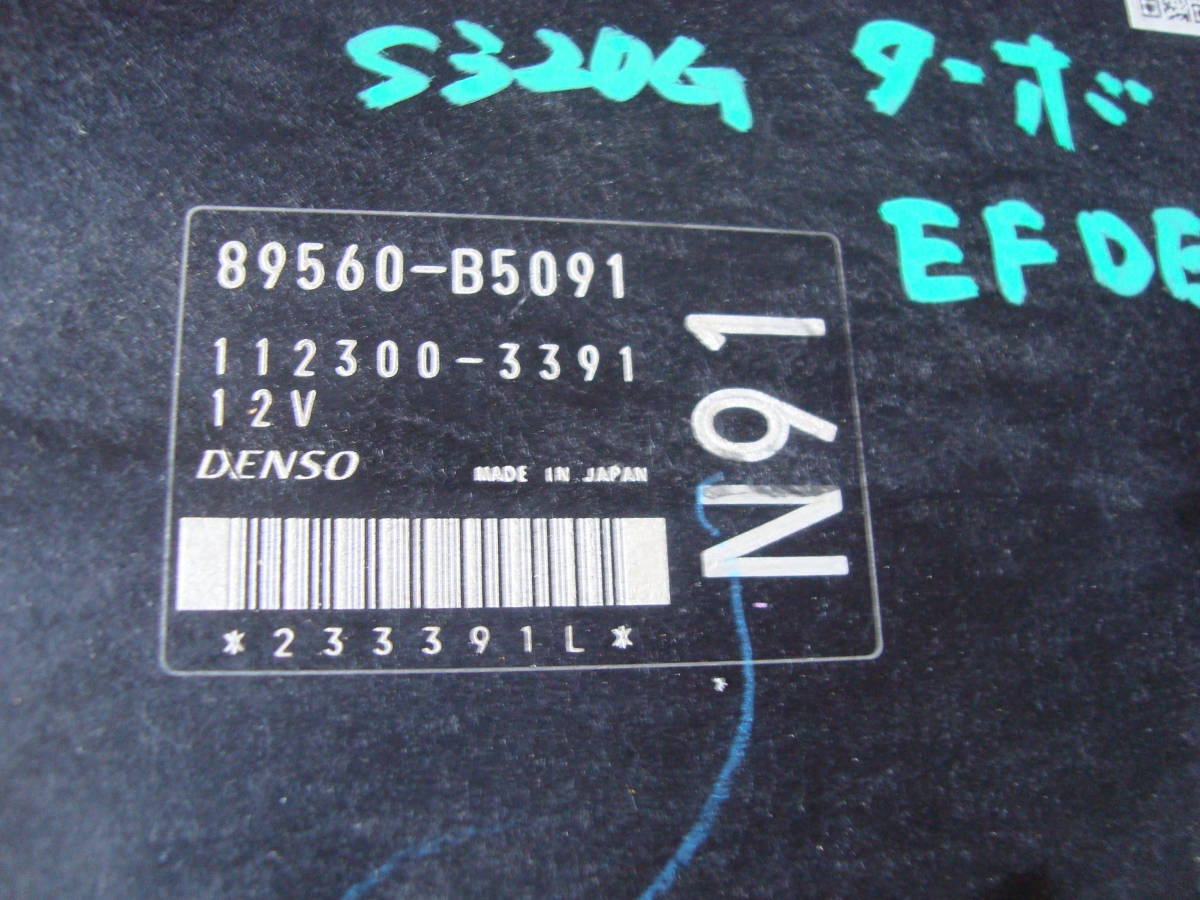 S320G ターボ
EFDE
89560-B5091
112300-3391
12V
DENSO MADE IN JAPAN
N91
*233391L*